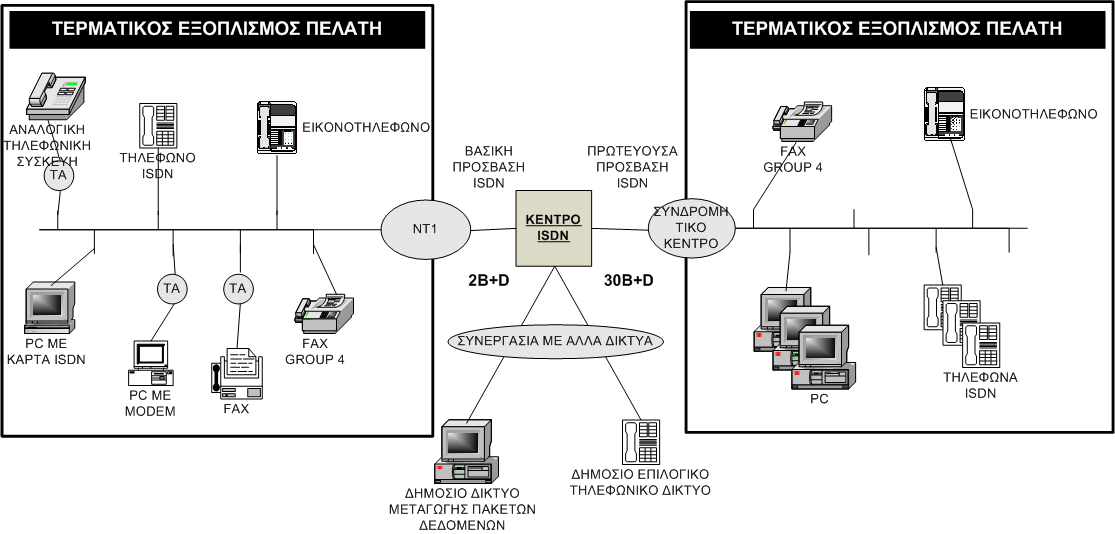 ΤΕΡΜΑΤΙΚΟΣ ΕΞΟΠΛΙΣΜΟΣ ΠΕΛΑΤΗ
ΑΝΑΛΟΓΙΚΗ
ΤΗΛΕΦΩΝΙΚΗ
ΣΥΣΚΕΥΗ
ΤΑ
ΤΗΛΕΦΩΝΟ
ISDN
ΕΙΚΟΝΟΤΗΛΕΦΩΝΟ
PC ΜΕ
ΚΑΡΤΑ ISDN
ΤΑ
PC ΜΕ
MODEM
ΤΑ
FAX
FAX
GROUP 4
NT1
ΒΑΣΙΚΗ
ΠΡΟΣΒΑΣΗ
ISDN
2B+D
ΚΕΝΤΡΟ
ISDN
ΠΡΩΤΕΥΟΥΣΑ
ΠΡΟΣΒΑΣΗ
ISDN
30B+D
ΣΥΝΔΡΟΜΗ
ΤΙΚΟ
ΚΕΝΤΡΟ
ΣΥΝΕΡΓΑΣΙΑ ΜΕ ΑΛΛΑ ΔΙΚΤΥΑ
ΔΗΜΟΣΙΟ ΔΙΚΤΥΟ
ΜΕΤΑΓΩΓΗΣ ΠΑΚΕΤΩΝ
ΔΕΔΟΜΕΝΩΝ
ΔΗΜΟΣΙΟ ΕΠΙΛΟΓΙΚΟ
ΤΗΛΕΦΩΝΙΚΟ ΔΙΚΤΥΟ
ΤΕΡΜΑΤΙΚΟΣ ΕΞΟΠΛΙΣΜΟΣ ΠΕΛΑΤΗ
FAX
GROUP 4
ΕΙΚΟΝΟΤΗΛΕΦΩΝΟ
PC
ΤΗΛΕΦΩΝΑ
ISDN